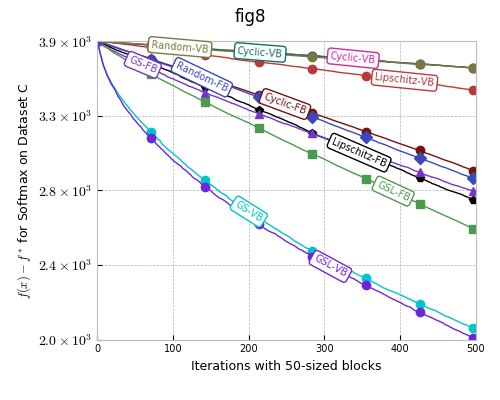 fig8
f(x) − f* for Softmax on Dataset C
3.9 × 10³
3.3 × 10³
2.8 × 10³
2.4 × 10³
2.0 × 10³
Random-VB
Cyclic-VB
Cyclic-VB
Lipschitz-VB
GS-FB
Random-FB
Cyclic-FB
Lipschitz-FB
GSL-FB
GS-VB
GSL-VB
0 100 200 300 400 500
Iterations with 50-sized blocks